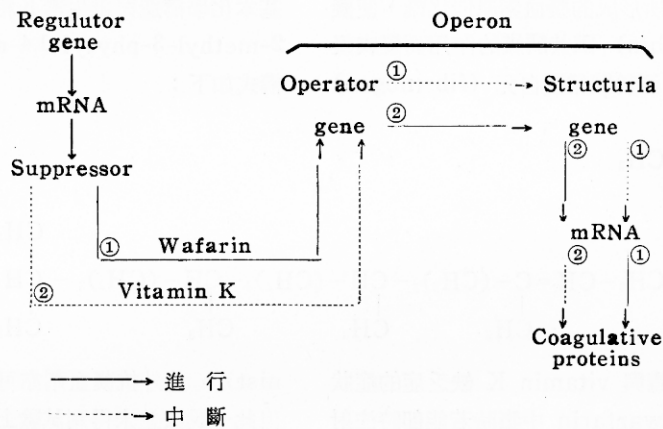 Regulutor
gene
mRNA
Suppressor
Operon
Operator ① Structurla
gene ② gene
② ①
mRNA
② ①
Coagulative
proteins
① Wafarin
② Vitamin K
進 行
中 斷